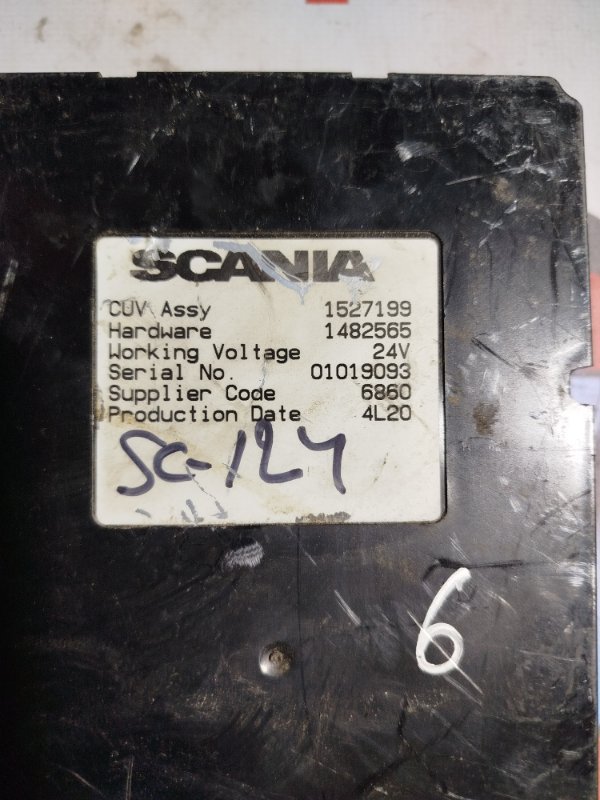 SCANIA
CUV Assy 1527199
Hardware 1482565
Working Voltage 24V
Serial No. 01019093
Supplier Code 6860
Production Date 4L20
SC-124
6